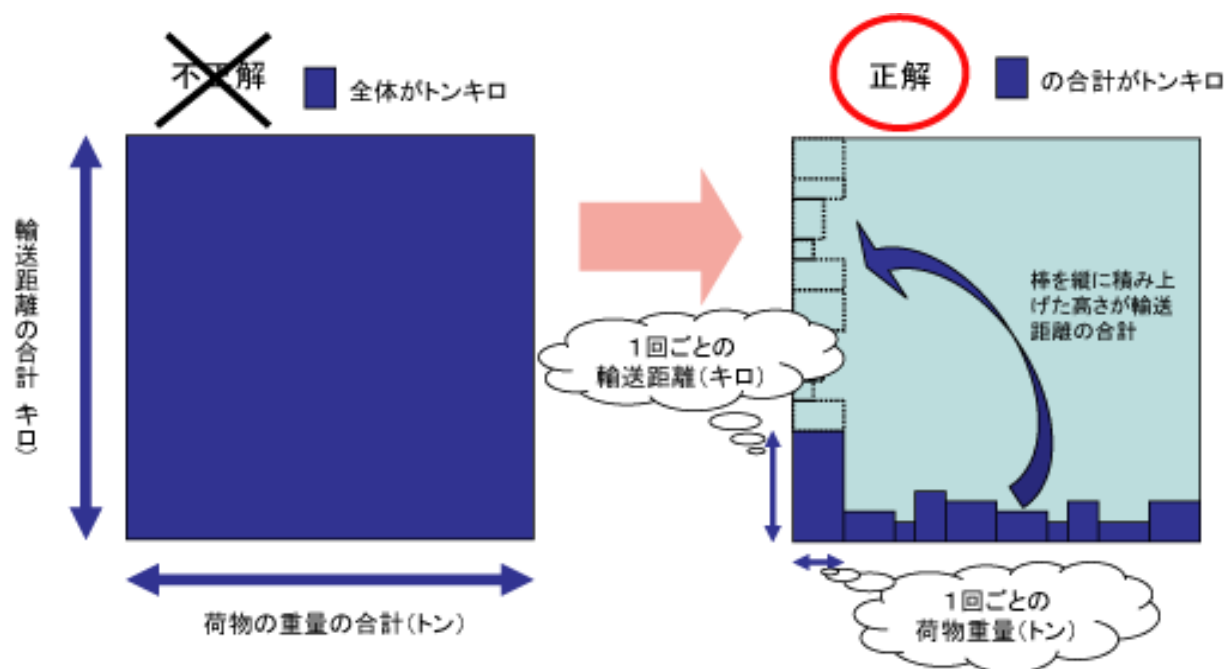 不正解
全体がトンキロ
輸送距離の合計 キロ）
荷物の重量の合計（トン）
正解
の合計がトンキロ
棒を縦に積み上
げた高さが輸送
距離の合計
１回ごとの
輸送距離（キロ）
１回ごとの
荷物重量（トン）